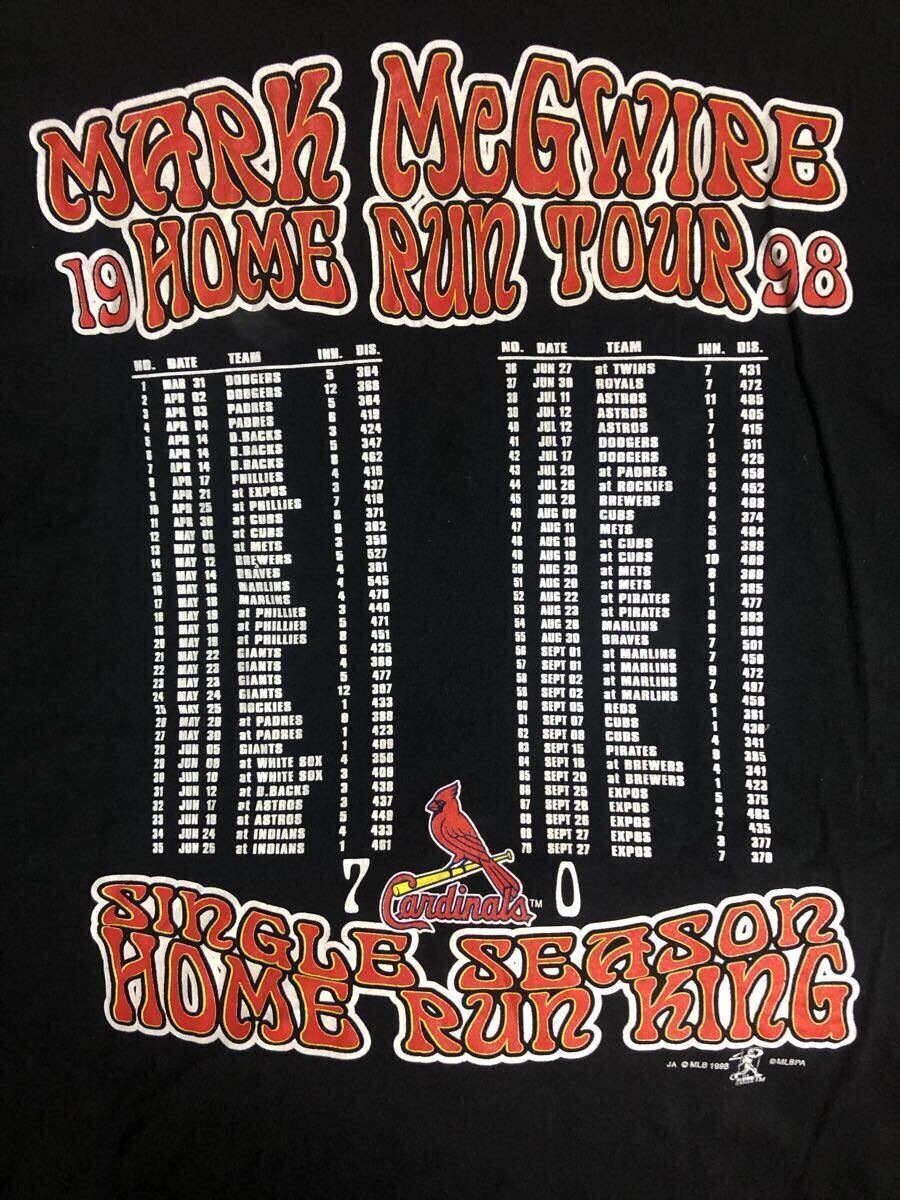 MARK McGWIRE
19 HOME RUN TOUR 98
NO. DATE TEAM INN. DIS.
1 MAR 31 DODGERS 5 364
2 APR 02 DODGERS 12 368
3 APR 03 PADRES 5 364
4 APR 04 PADRES 6 419
5 APR 14 D.BACKS 3 424
6 APR 14 D.BACKS 5 347
7 APR 14 D.BACKS 8 462
8 APR 17 PHILLIES 4 419
9 APR 21 at EXPOS 3 437
10 APR 25 at PHILLIES 7 419
11 APR 30 at CUBS 8 371
12 MAY 01 at CUBS 9 362
13 MAY 08 at METS 3 358
14 MAY 12 BREWERS 5 527
15 MAY 14 BRAVES 4 381
16 MAY 16 MARLINS 4 545
17 MAY 18 MARLINS 4 478
18 MAY 19 at PHILLIES 3 440
19 MAY 19 at PHILLIES 5 471
20 MAY 19 at PHILLIES 8 451
21 MAY 22 GIANTS 6 425
22 MAY 23 GIANTS 4 366
23 MAY 23 GIANTS 5 477
24 MAY 24 GIANTS 12 397
25 MAY 25 ROCKIES 1 433
26 MAY 29 at PADRES 9 388
27 MAY 30 at PADRES 1 423
28 JUN 05 GIANTS 1 409
29 JUN 08 at WHITE SOX 4 356
30 JUN 10 at WHITE SOX 3 409
31 JUN 12 at D.BACKS 3 438
32 JUN 17 at ASTROS 3 437
33 JUN 18 at ASTROS 5 449
34 JUN 24 at INDIANS 4 433
35 JUN 25 at INDIANS 1 461
NO. DATE TEAM INN. DIS.
36 JUN 27 at TWINS 7 431
37 JUN 30 ROYALS 7 472
38 JUL 11 ASTROS 11 485
39 JUL 12 ASTROS 1 405
40 JUL 12 ASTROS 7 415
41 JUL 17 DODGERS 1 511
42 JUL 17 DODGERS 8 425
43 JUL 20 at PADRES 5 458
44 JUL 26 at ROCKIES 4 452
45 JUL 28 BREWERS 8 408
46 AUG 08 CUBS 4 374
47 AUG 11 METS 5 464
48 AUG 19 at CUBS 8 398
49 AUG 19 at CUBS 10 409
50 AUG 20 at METS 8 369
51 AUG 20 at METS 1 385
52 AUG 22 at PIRATES 1 477
53 AUG 23 at PIRATES 8 393
54 AUG 26 MARLINS 8 509
55 AUG 30 BRAVES 7 501
56 SEPT 01 at MARLINS 7 450
57 SEPT 01 at MARLINS 9 472
58 SEPT 02 at MARLINS 7 497
59 SEPT 02 at MARLINS 8 458
60 SEPT 05 REDS 1 381
61 SEPT 07 CUBS 1 430
62 SEPT 08 CUBS 4 341
63 SEPT 15 PIRATES 9 385
64 SEPT 18 at BREWERS 4 341
65 SEPT 20 at BREWERS 1 423
66 SEPT 25 EXPOS 5 375
67 SEPT 26 EXPOS 4 403
68 SEPT 26 EXPOS 7 435
69 SEPT 27 EXPOS 3 377
70 SEPT 27 EXPOS 7 370
7 Cardinals™ 0
SINGLE SEASON
HOME RUN KING
JA © MLB 1998 ©MLBPA